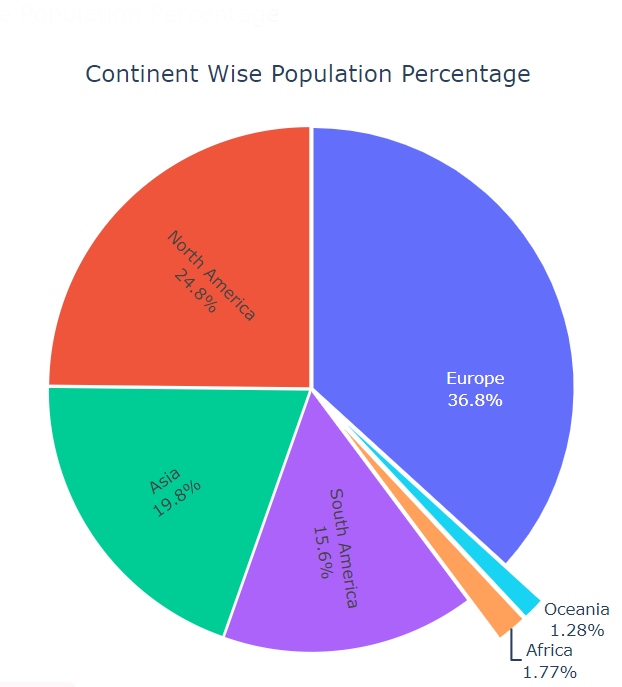 Continent Wise Population Percentage
North America
24.8%
Europe
36.8%
Asia
19.8%
South America
15.6%
Oceania
1.28%
Africa
1.77%